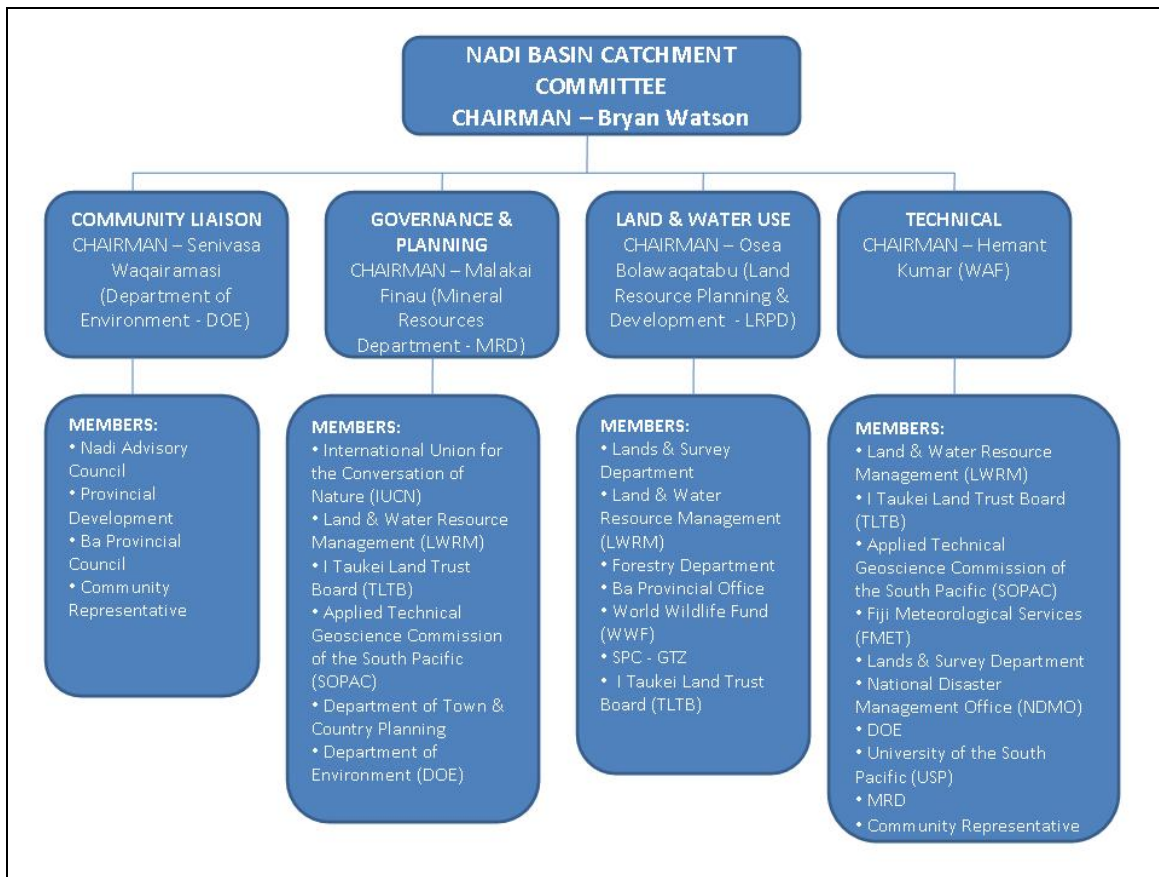 NADI BASIN CATCHMENT
COMMITTEE
CHAIRMAN – Bryan Watson
COMMUNITY LIAISON
CHAIRMAN – Senivasa
Waqairamasi
(Department of
Environment - DOE)
GOVERNANCE &
PLANNING
CHAIRMAN – Malakai
Finau (Mineral
Resources
Department - MRD)
LAND & WATER USE
CHAIRMAN – Osea
Bolawaqatabu (Land
Resource Planning &
Development - LRPD)
TECHNICAL
CHAIRMAN – Hemant
Kumar (WAF)
MEMBERS:
• Nadi Advisory
Council
• Provincial
Development
• Ba Provincial
Council
• Community
Representative
MEMBERS:
• International Union for
the Conversation of
Nature (IUCN)
• Land & Water Resource
Management (LWRM)
• I Taukei Land Trust
Board (TLTB)
• Applied Technical
Geoscience Commission
of the South Pacific
(SOPAC)
• Department of Town &
Country Planning
• Department of
Environment (DOE)
MEMBERS:
• Lands & Survey
Department
• Land & Water
Resource Management
(LWRM)
• Forestry Department
• Ba Provincial Office
• World Wildlife Fund
(WWF)
• SPC - GTZ
• I Taukei Land Trust
Board (TLTB)
MEMBERS:
• Land & Water Resource
Management (LWRM)
• I Taukei Land Trust Board
(TLTB)
• Applied Technical
Geoscience Commission of
the South Pacific (SOPAC)
• Fiji Meteorological Services
(FMET)
• Lands & Survey Department
• National Disaster
Management Office (NDMO)
• DOE
• University of the South
Pacific (USP)
• MRD
• Community Representative